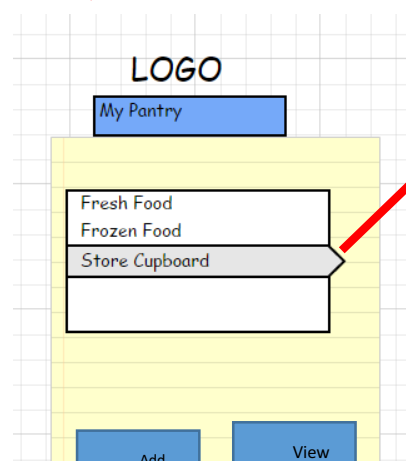 LOGO
My Pantry
Fresh Food
Frozen Food
Store Cupboard
Add
View